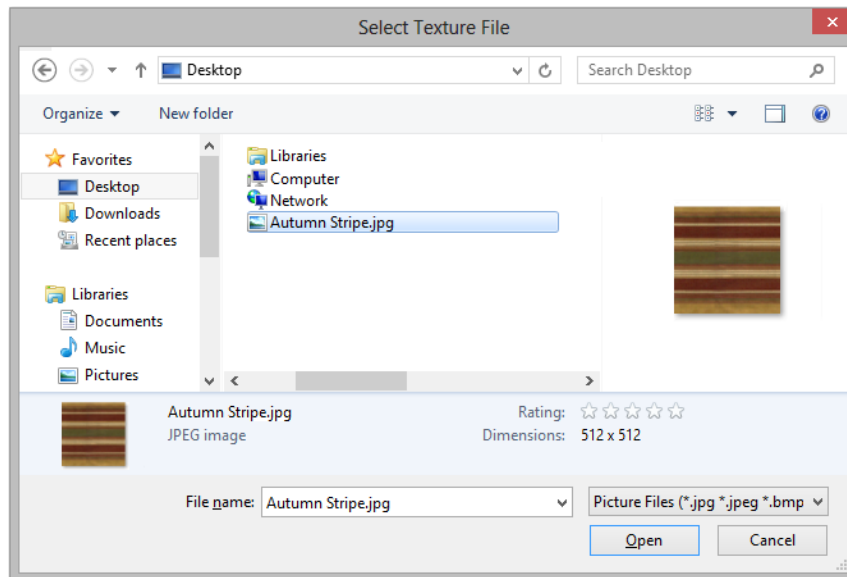 Select Texture File
Desktop
Search Desktop
Organize
New folder
Favorites
Desktop
Downloads
Recent places
Libraries
Documents
Music
Pictures
Libraries
Computer
Network
Autumn Stripe.jpg
Autumn Stripe.jpg
JPEG image
Rating:
Dimensions: 512 x 512
File name: Autumn Stripe.jpg
Picture Files (*.jpg *.jpeg *.bmp
Open
Cancel